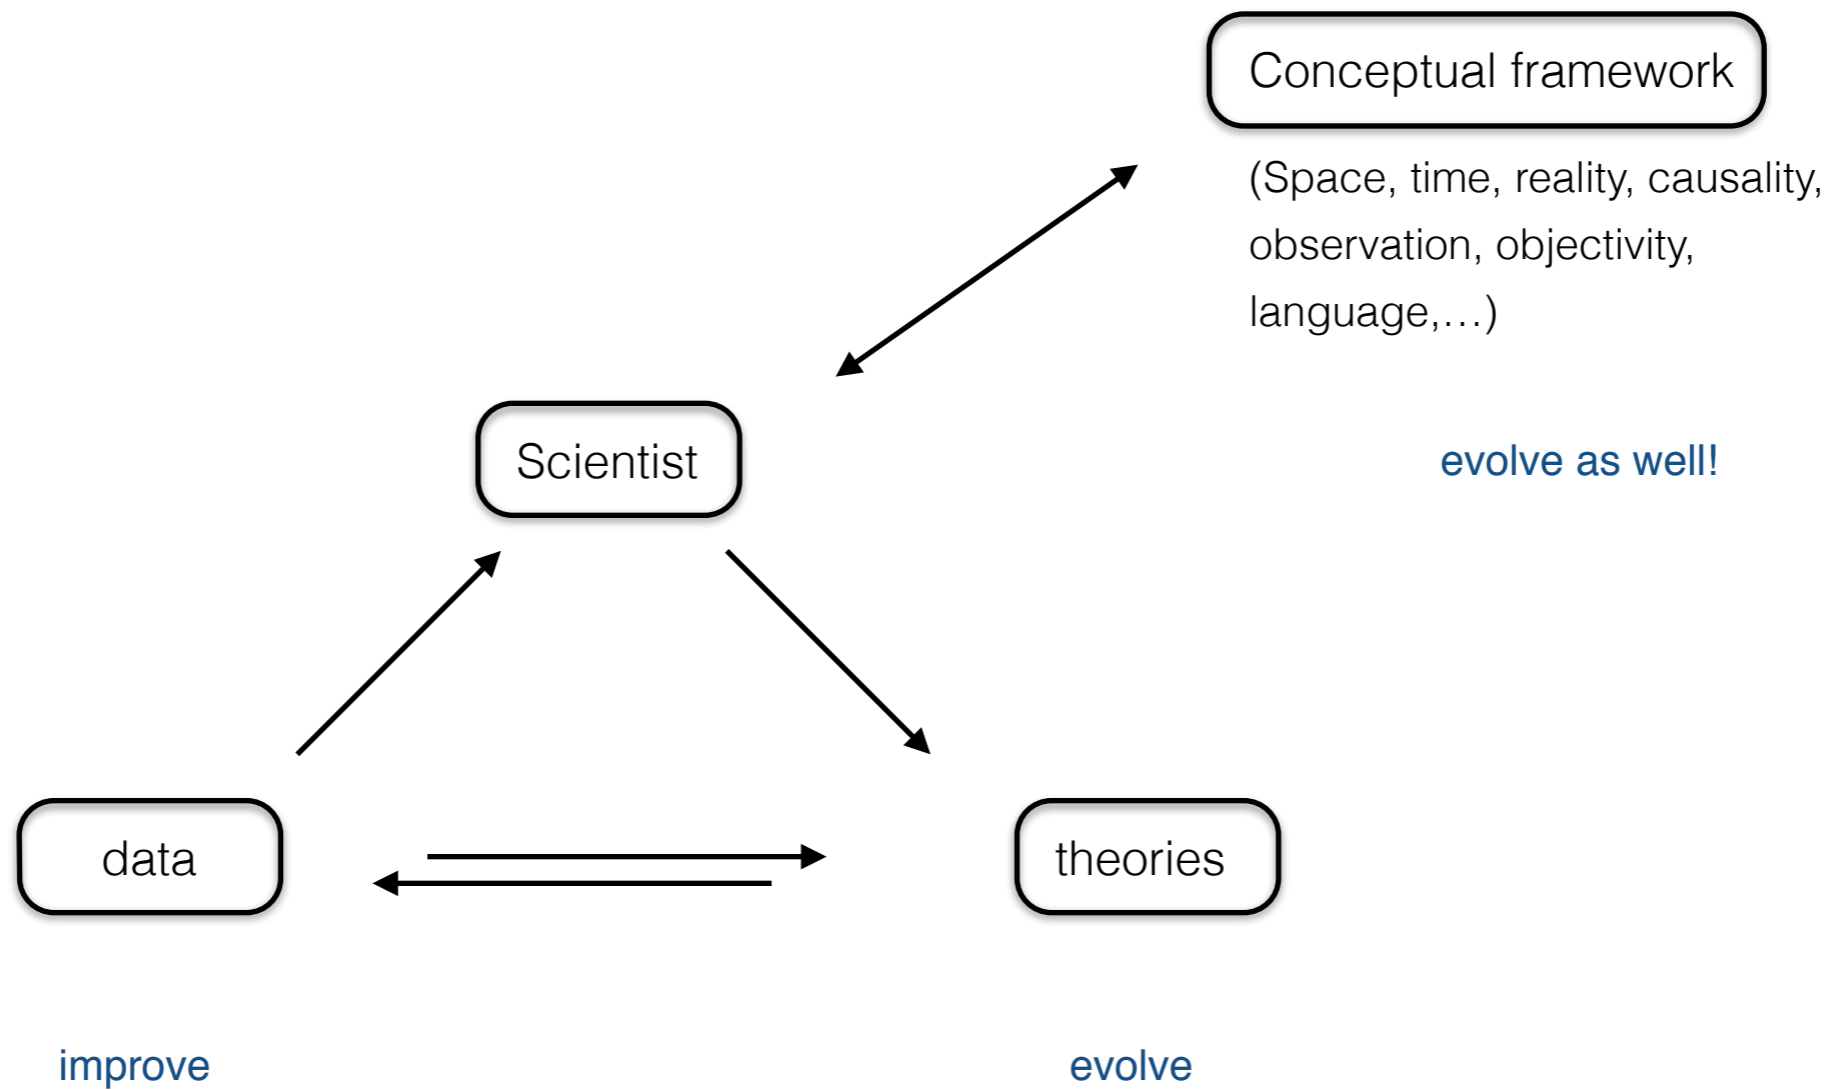 Conceptual framework
(Space, time, reality, causality,
observation, objectivity,
language,...)
Scientist
evolve as well!
data
theories
improve
evolve